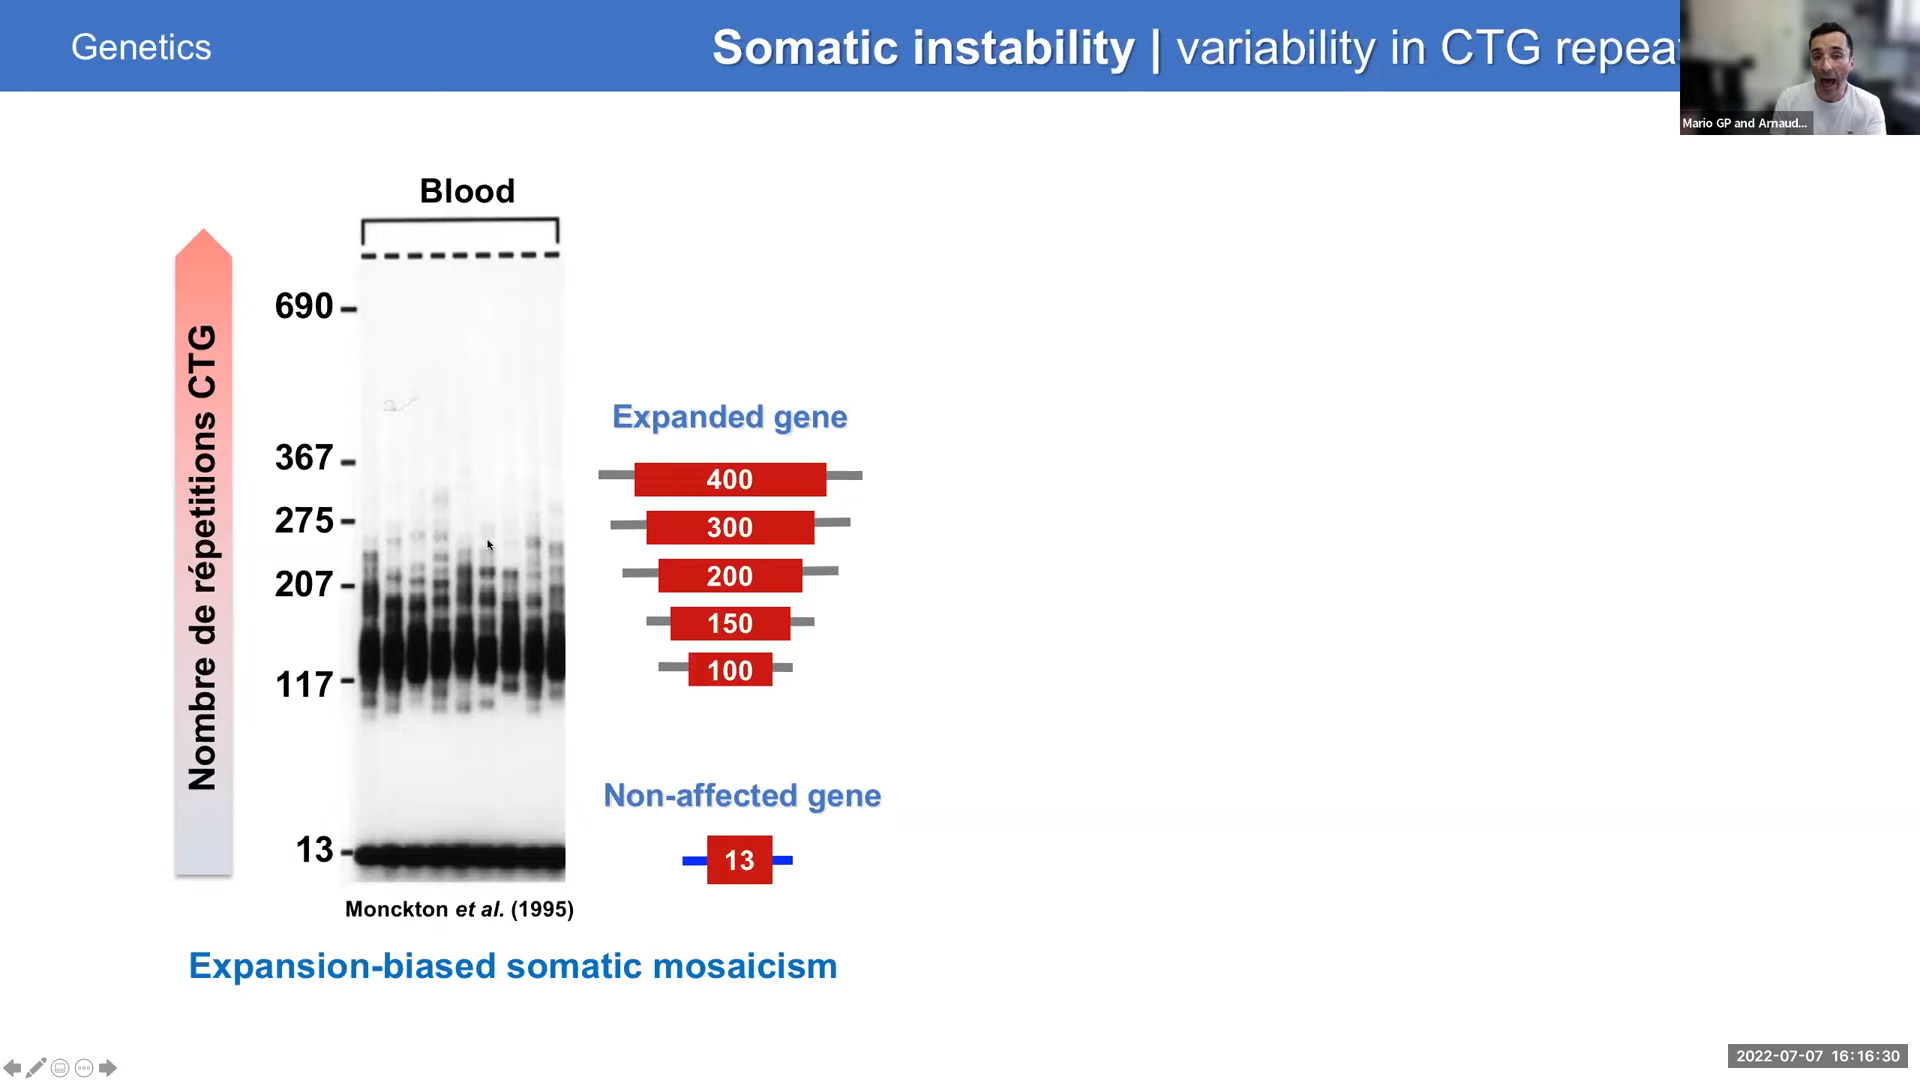 Genetics
Somatic instability | variability in CTG repea
Mario GP and Arnaud...
Blood
690
367
275
207
117
13
Nombre de répetitions CTG
Expanded gene
400
300
200
150
100
Non-affected gene
13
Monckton et al. (1995)
Expansion-biased somatic mosaicism
2022-07-07 16:16:30